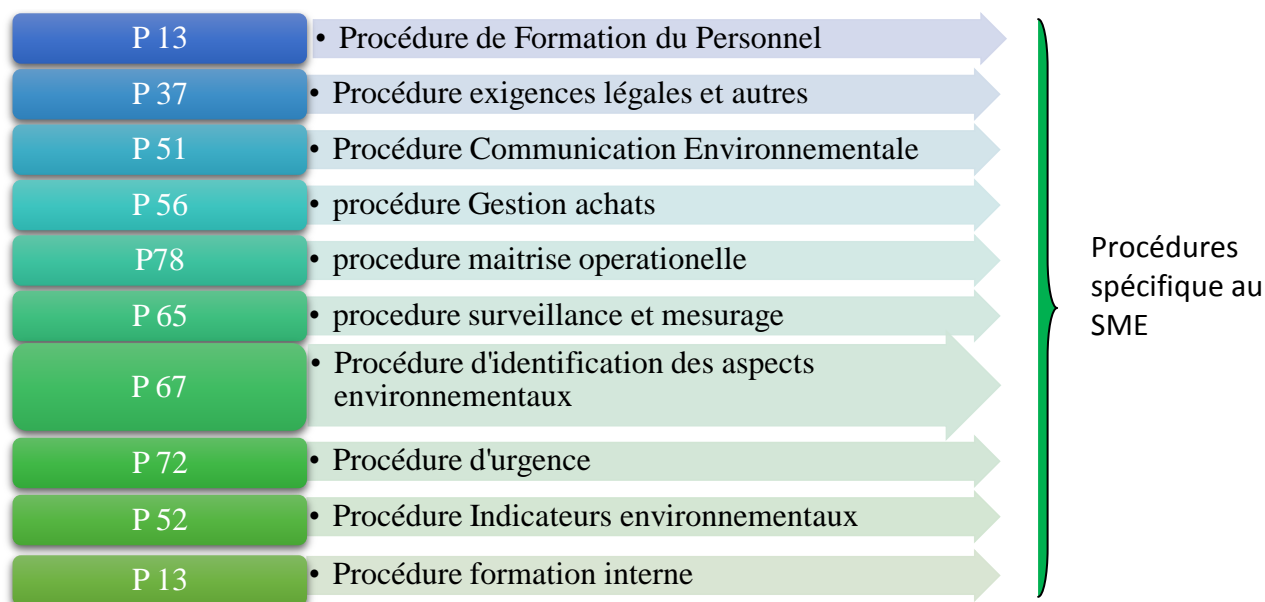 P 13
• Procédure de Formation du Personnel
P 37
• Procédure exigences légales et autres
P 51
• Procédure Communication Environnementale
P 56
• procédure Gestion achats
P78
• procedure maitrise operationelle
P 65
• procedure surveillance et mesurage
P 67
• Procédure d'identification des aspects
environnementaux
P 72
• Procédure d'urgence
P 52
• Procédure Indicateurs environnementaux
P 13
• Procédure formation interne
Procédures
spécifique au
SME